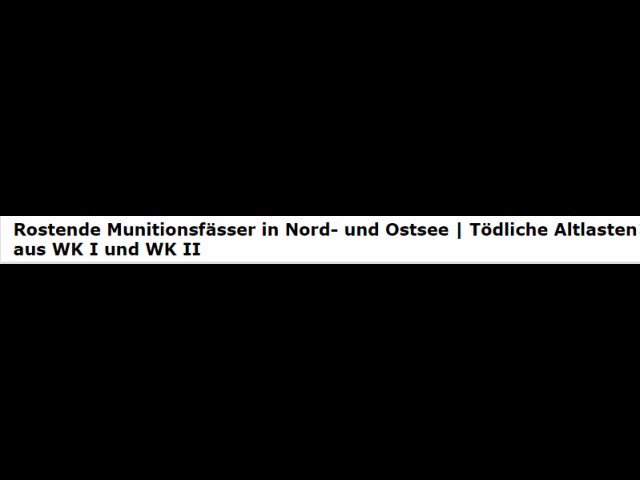 Rostende Munitionsfässer in Nord- und Ostsee | Tödliche Altlasten
aus WK I und WK II